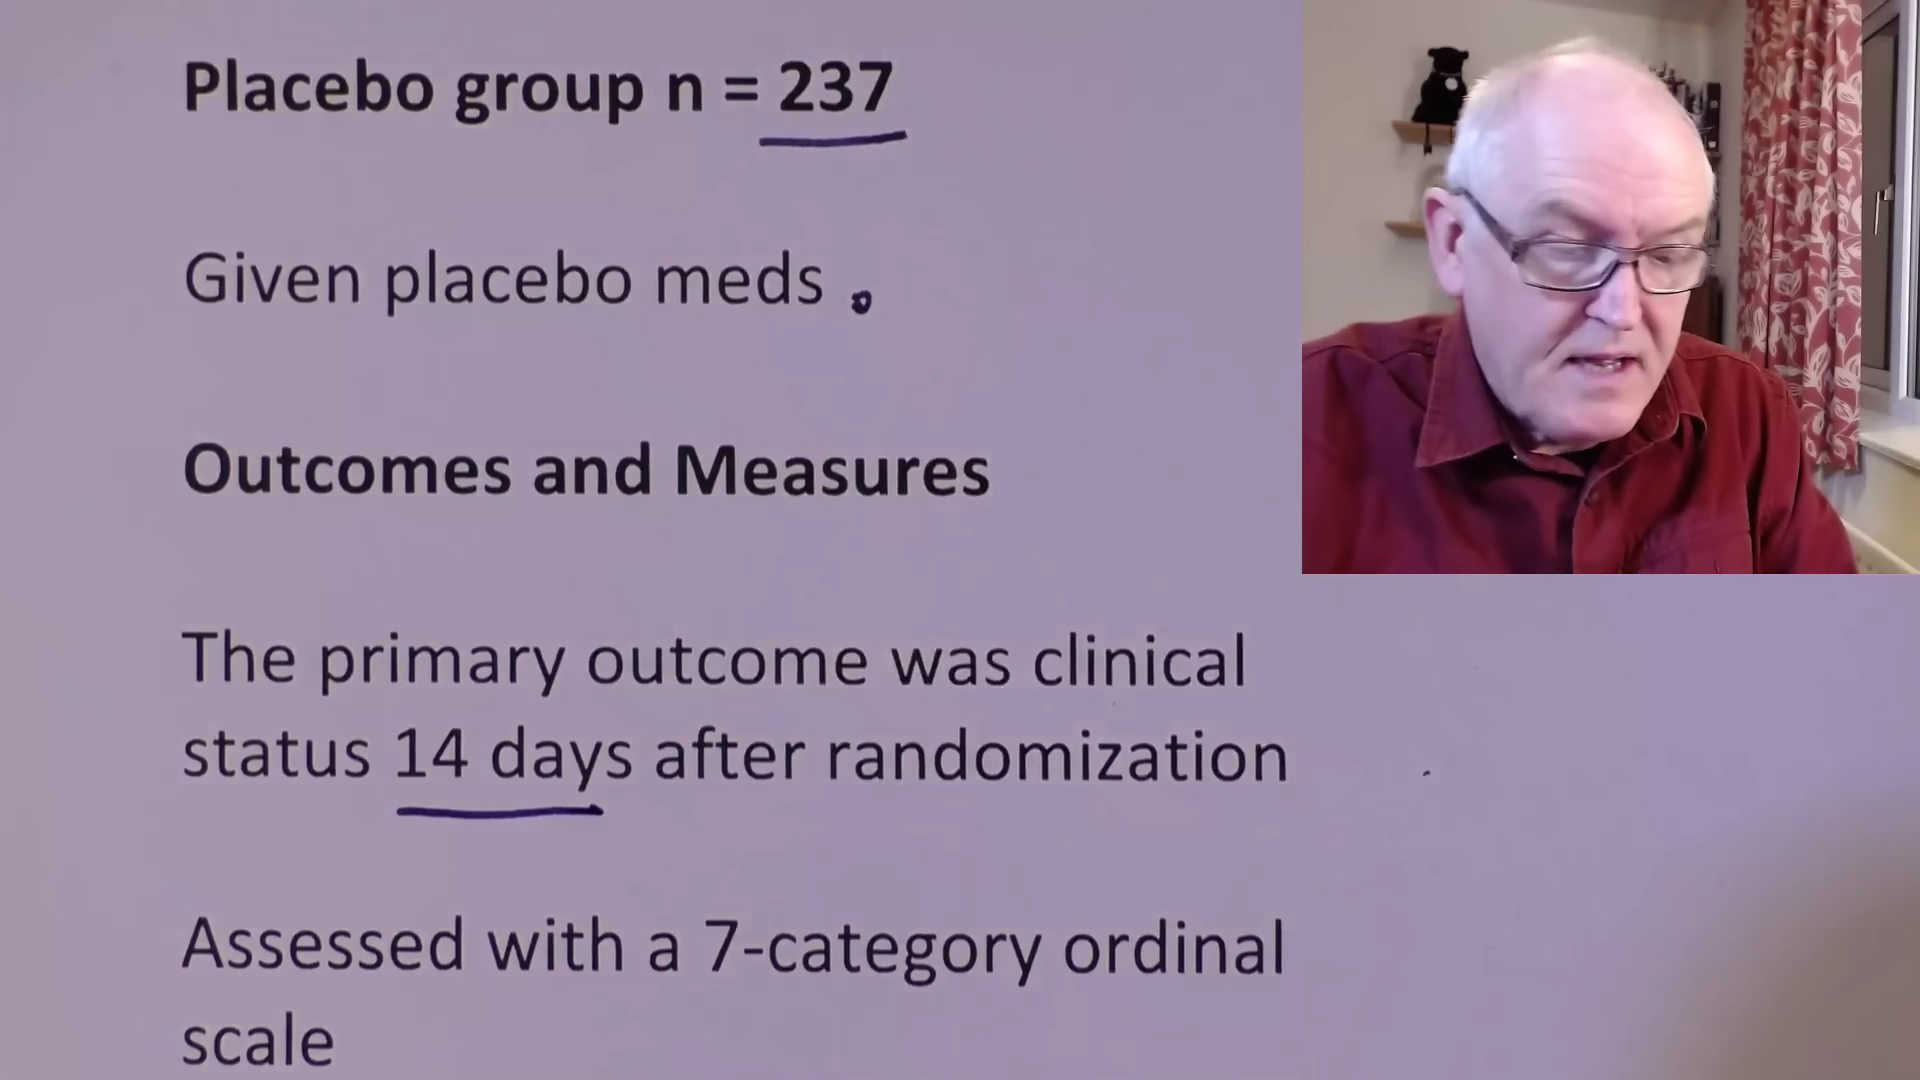 Placebo group n = 237
Given placebo meds .
Outcomes and Measures
The primary outcome was clinical
status 14 days after randomization
Assessed with a 7-category ordinal
scale